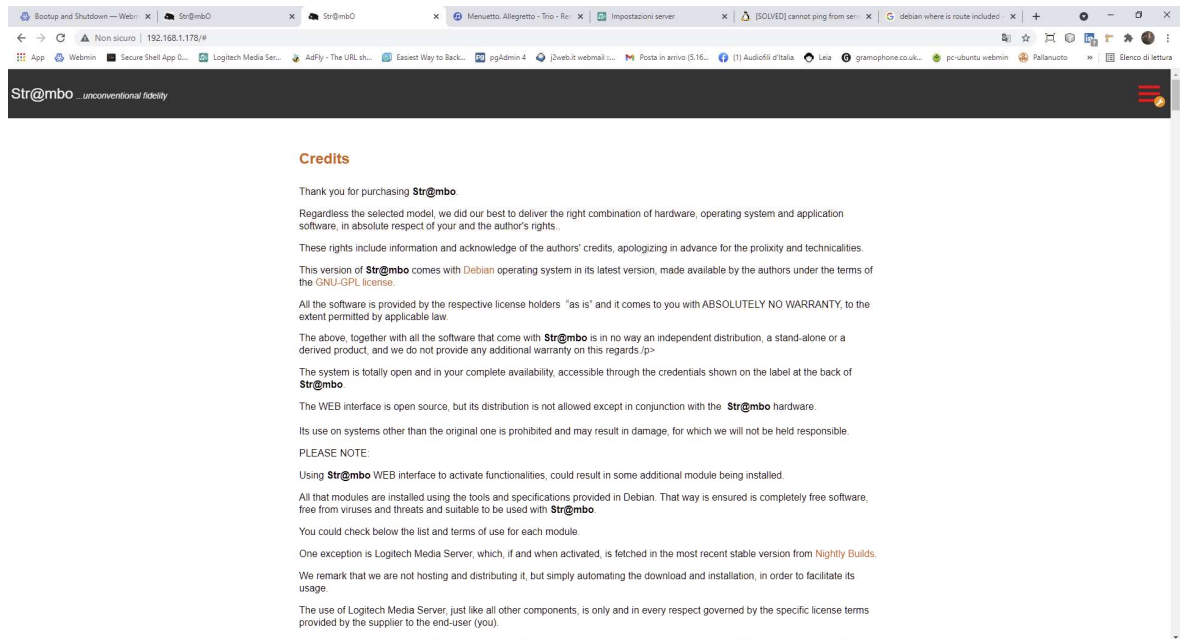 Bootup and Shutdown — Webm
Str@mbO
Str@mbO
Menuetto. Allegretto - Trio - Re
Impostazioni server
[SOLVED] cannot ping from serv
debian where is route included
Non sicuro | 192.168.1.178/#
App
Webmin
Secure Shell App 0...
Logitech Media Ser...
AdFly - The URL sh...
Easiest Way to Back...
pgAdmin 4
j2web.it webmail :...
Posta in arrivo (5.16...
(1) Audiofili d'Italia
Leia
gramophone.co.uk...
pc-ubuntu webmin
Pallanuoto
»
Elenco di lettura
Str@mbo ...unconventional fidelity
Credits
Thank you for purchasing Str@mbo.
Regardless the selected model, we did our best to deliver the right combination of hardware, operating system and application
software, in absolute respect of your and the author's rights..
These rights include information and acknowledge of the authors' credits, apologizing in advance for the prolixity and technicalities.
This version of Str@mbo comes with Debian operating system in its latest version, made available by the authors under the terms of
the GNU-GPL license.
All the software is provided by the respective license holders "as is" and it comes to you with ABSOLUTELY NO WARRANTY, to the
extent permitted by applicable law.
The above, together with all the software that come with Str@mbo is in no way an independent distribution, a stand-alone or a
derived product, and we do not provide any additional warranty on this regards./p>
The system is totally open and in your complete availability, accessible through the credentials shown on the label at the back of
Str@mbo.
The WEB interface is open source, but its distribution is not allowed except in conjunction with the Str@mbo hardware.
Its use on systems other than the original one is prohibited and may result in damage, for which we will not be held responsible.
PLEASE NOTE:
Using Str@mbo WEB interface to activate functionalities, could result in some additional module being installed.
All that modules are installed using the tools and specifications provided in Debian. That way is ensured is completely free software,
free from viruses and threats and suitable to be used with Str@mbo.
You could check below the list and terms of use for each module.
One exception is Logitech Media Server, which, if and when activated, is fetched in the most recent stable version from Nightly Builds.
We remark that we are not hosting and distributing it, but simply automating the download and installation, in order to facilitate its
usage.
The use of Logitech Media Server, just like all other components, is only and in every respect governed by the specific license terms
provided by the supplier to the end-user (you).